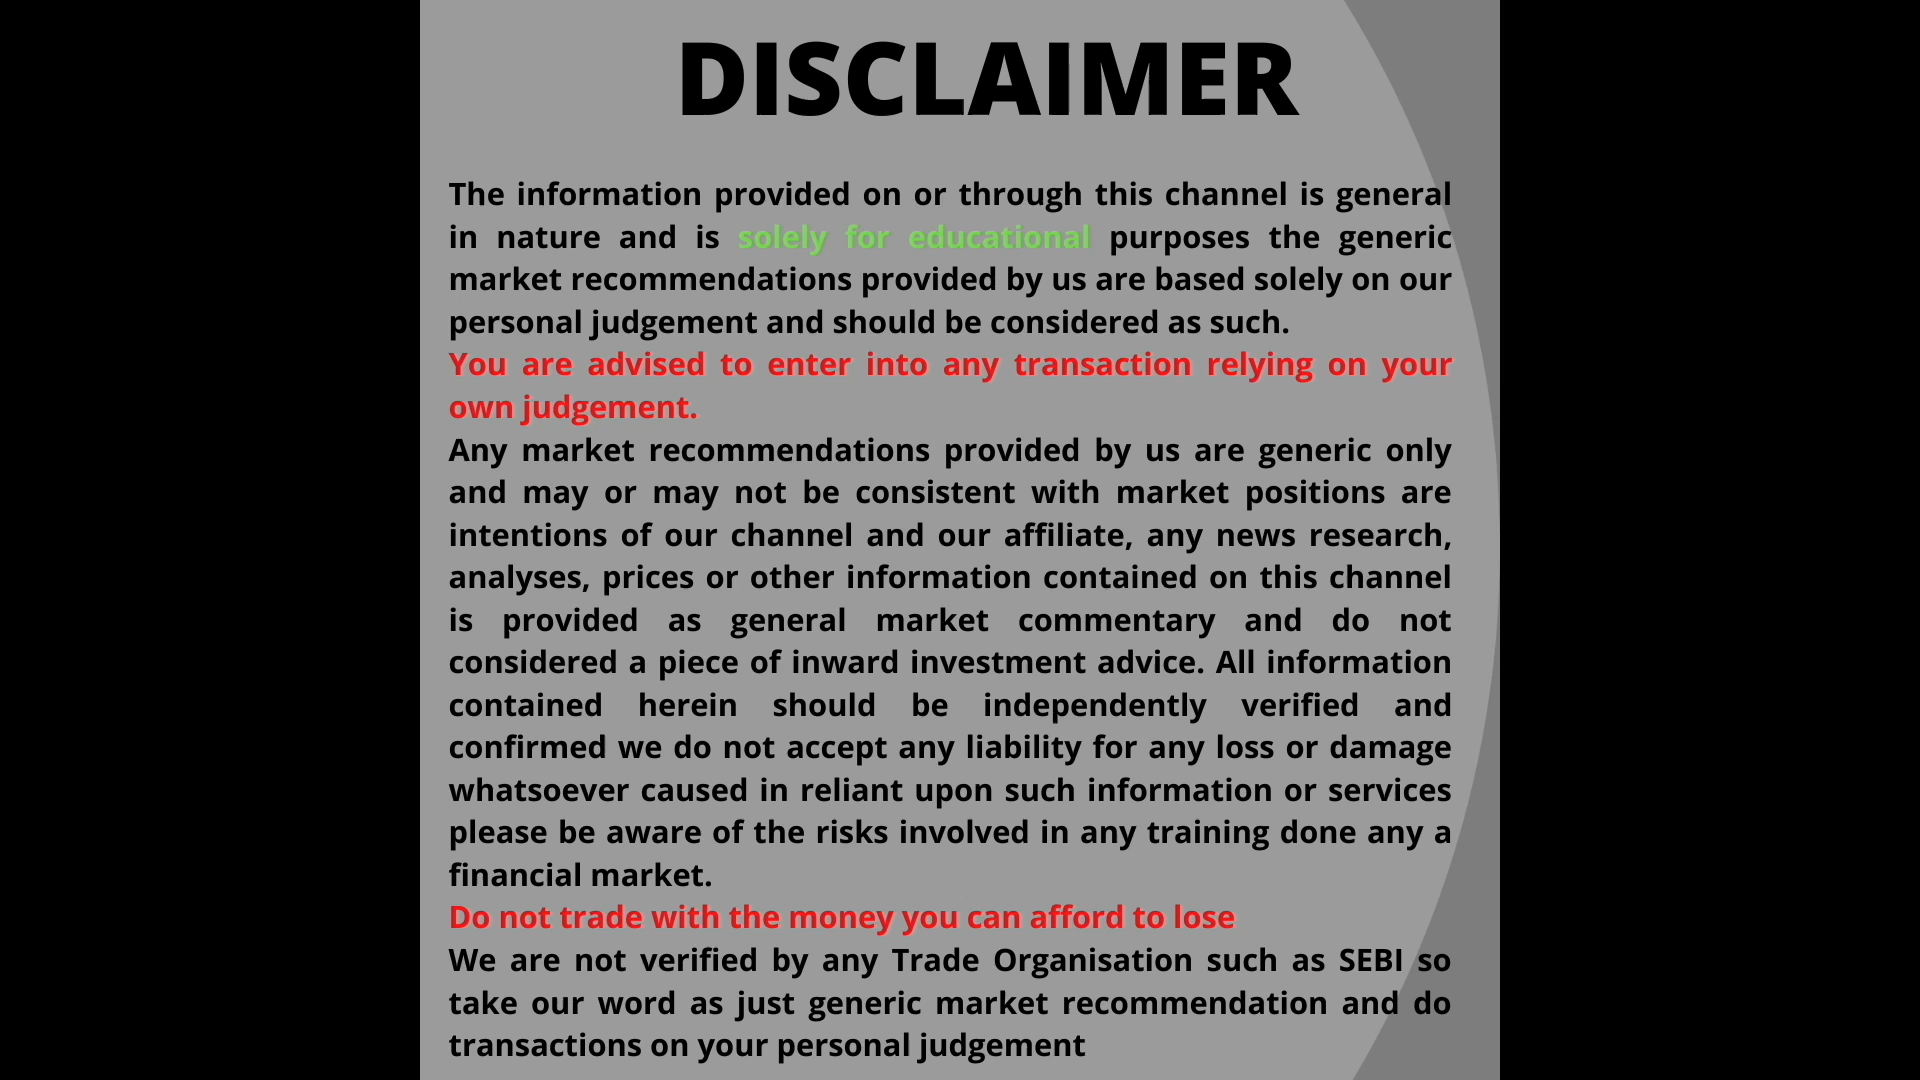 DISCLAIMER
The information provided on or through this channel is general
in nature and is solely for educational purposes the generic
market recommendations provided by us are based solely on our
personal judgement and should be considered as such.
You are advised to enter into any transaction relying on your
own judgement.
Any market recommendations provided by us are generic only
and may or may not be consistent with market positions are
intentions of our channel and our affiliate, any news research,
analyses, prices or other information contained on this channel
is provided as general market commentary and do not
considered a piece of inward investment advice. All information
contained herein should be independently verified and
confirmed we do not accept any liability for any loss or damage
whatsoever caused in reliant upon such information or services
please be aware of the risks involved in any training done any a
financial market.
Do not trade with the money you can afford to lose
We are not verified by any Trade Organisation such as SEBI so
take our word as just generic market recommendation and do
transactions on your personal judgement